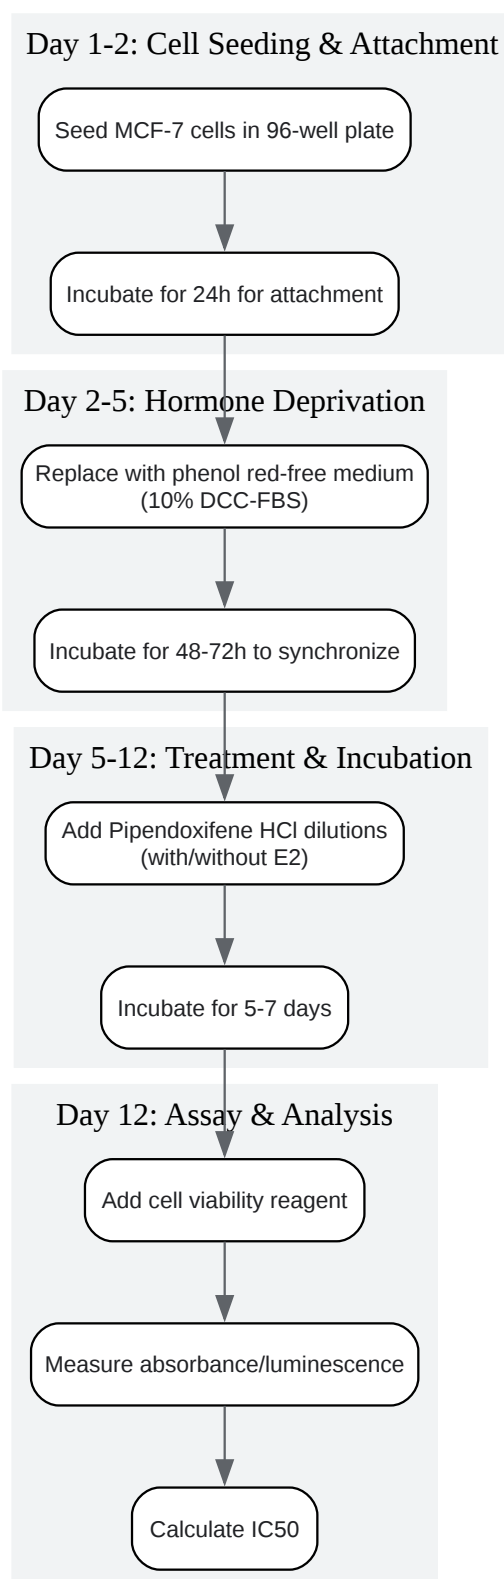 Day 1-2: Cell Seeding & Attachment
Seed MCF-7 cells in 96-well plate
Incubate for 24h for attachment
Day 2-5: Hormone Deprivation
Replace with phenol red-free medium
(10% DCC-FBS)
Incubate for 48-72h to synchronize
Day 5-12: Treatment & Incubation
Add Pipendoxifene HCl dilutions
(with/without E2)
Incubate for 5-7 days
Day 12: Assay & Analysis
Add cell viability reagent
Measure absorbance/luminescence
Calculate IC50